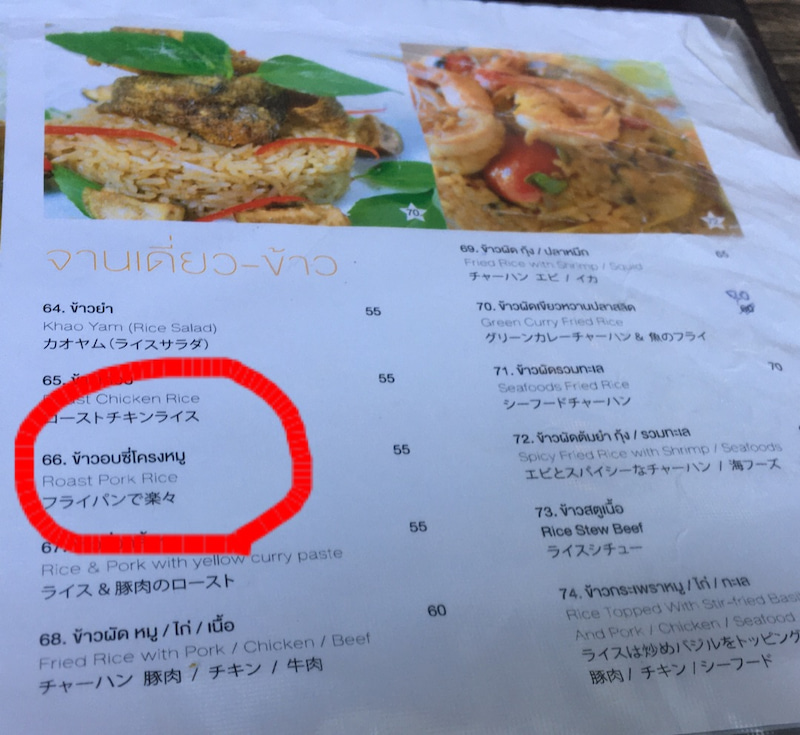 70.
72.
จานเดี่ยว-ข้าว
64. ข้าวยำ 55
Khao Yam (Rice Salad)
カオヤム(ライスサラダ)
65. 55
Chicken Rice
ローストチキンライス
66. ข้าวอบซี่โครงหมู 55
Roast Pork Rice
フライパンで楽々
67. 55
Rice & Pork with yellow curry paste
ライス & 豚肉のロースト
68. ข้าวผัด หมู / ไก่ / เนื้อ 60
Fried Rice with Pork / Chicken / Beef
チャーハン 豚肉 / チキン / 牛肉
69. ข้าวผัด กุ้ง / ปลาหมึก 65
Fried Rice with Shrimp / Squid
チャーハン エビ / イカ
70. ข้าวผัดเขียวหวานปลาสลิด
Green Curry Fried Rice
グリーンカレーチャーハン & 魚のフライ
71. ข้าวผัดรวมทะเล 70
Seafoods Fried Rice
シーフードチャーハン
72. ข้าวผัดต้มยำ กุ้ง / รวมทะเล
Spicy Fried Rice with Shrimp / Seafoods
エビとスパイシーなチャーハン / 海フーズ
73. ข้าวสตูเนื้อ
Rice Stew Beef
ライスシチュー
74. ข้าวกระเพราหมู / ไก่ / ทะเล
Rice Topped With Stir-fried
And Pork / Chicken / Seafood
ライスは炒めバジルをトッピング
豚肉 / チキン / シーフード